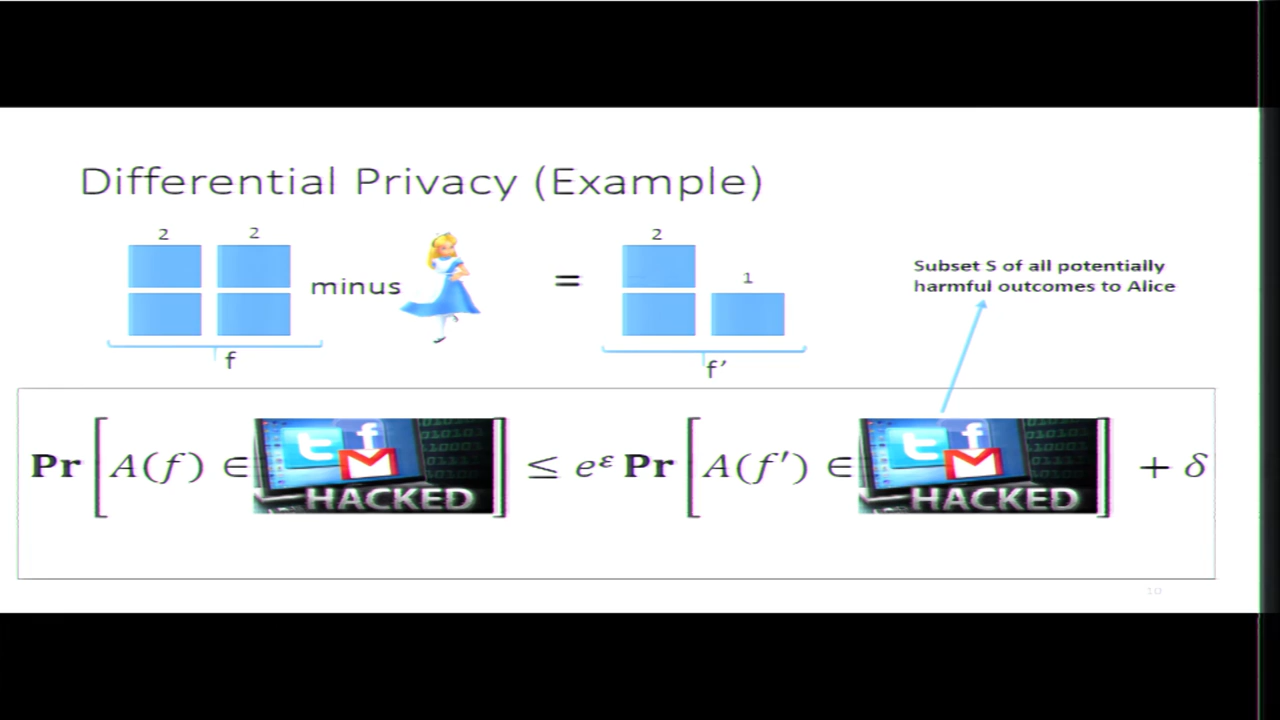 Differential Privacy (Example)
2 2 2
1
minus = 
f
f′
Subset S of all potentially
harmful outcomes to Alice
Pr [A(f) ∈ t f M HACKED] ≤ e^ε Pr [A(f′) ∈ t f M HACKED] + δ
10